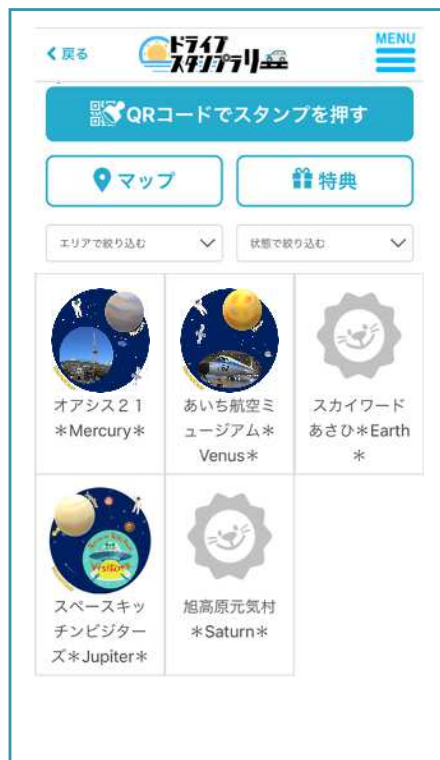 戻る
ドライブ
スタンプラリー
MENU
QRコードでスタンプを押す
マップ
特典
エリアで絞り込む
状態で絞り込む
オアシス21
＊Mercury＊
あいち航空ミ
ュージアム＊
Venus＊
スカイワード
あさひ＊Earth
＊
Visitors
スペースキッ
チンビジター
ズ＊Jupiter＊
旭高原元気村
＊Saturn＊